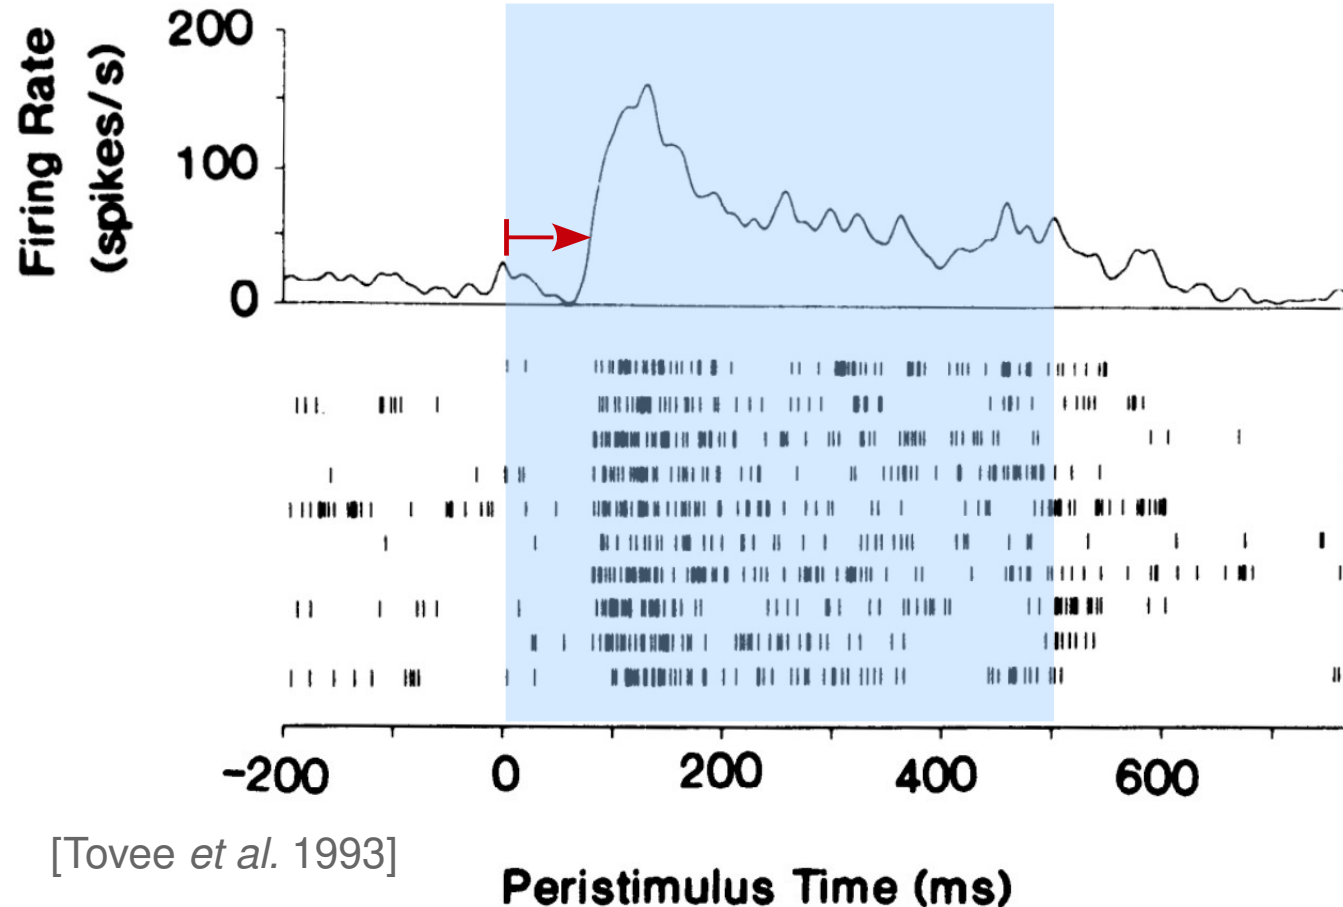 Firing Rate
(spikes/s)
200
100
0
-200 0 200 400 600
[Tovee et al. 1993]
Peristimulus Time (ms)